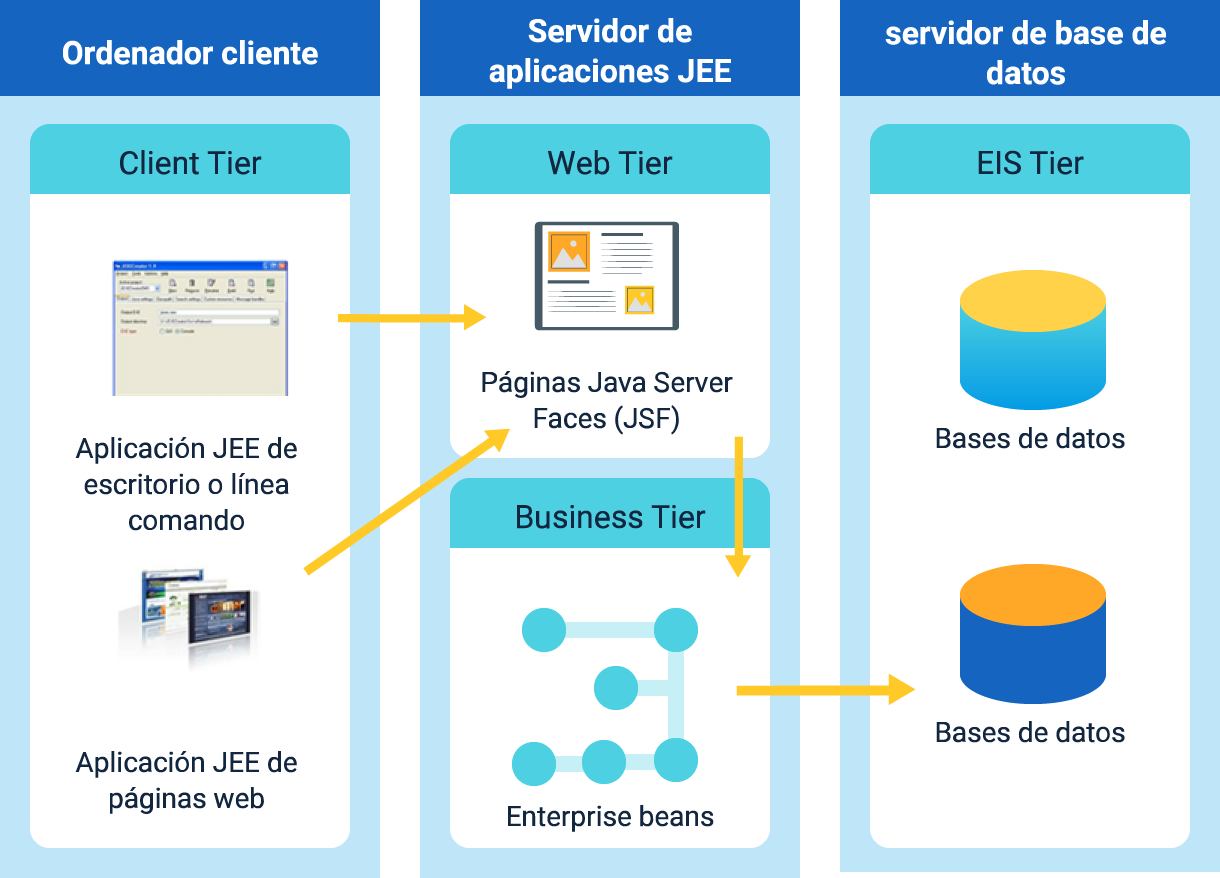 Ordenador cliente
Client Tier
Aplicación JEE de
escritorio o línea
comando
Aplicación JEE de
páginas web
Servidor de
aplicaciones JEE
Web Tier
Páginas Java Server
Faces (JSF)
Business Tier
Enterprise beans
servidor de base de
datos
EIS Tier
Bases de datos
Bases de datos